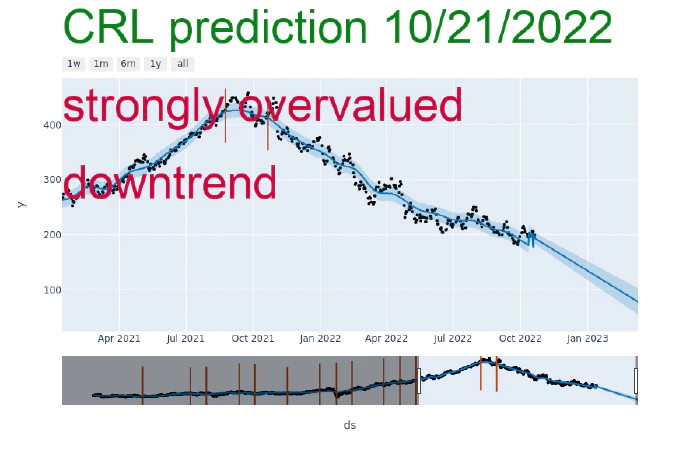 CRL prediction 10/21/2022
1w 1m 6m 1y all
strongly overvalued
400
300
downtrend
y
200
100
Apr 2021 Jul 2021 Oct 2021 Jan 2022 Apr 2022 Jul 2022 Oct 2022 Jan 2023
ds